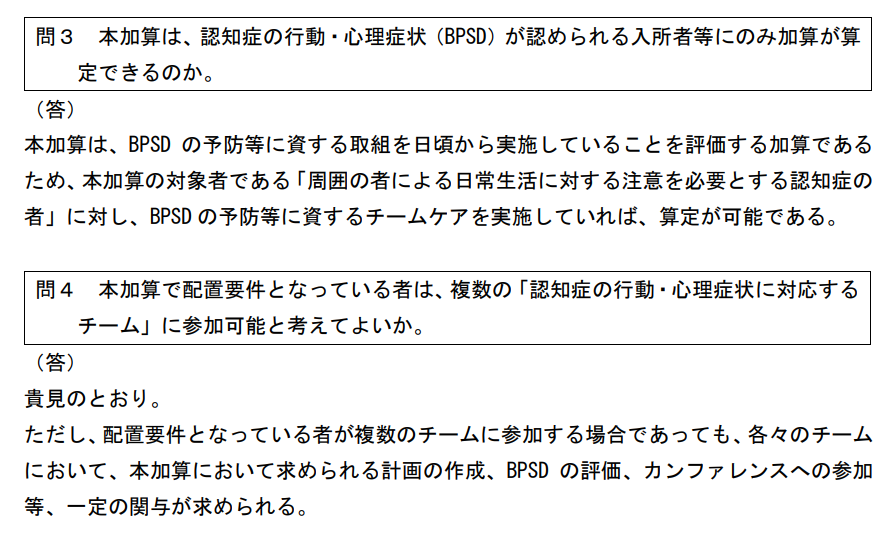 問３　本加算は、認知症の行動・心理症状（BPSD）が認められる入所者等にのみ加算が算
定できるのか。
（答）
本加算は、BPSD の予防等に資する取組を日頃から実施していることを評価する加算である
ため、本加算の対象者である「周囲の者による日常生活に対する注意を必要とする認知症の
者」に対し、BPSD の予防等に資するチームケアを実施していれば、算定が可能である。
問４　本加算で配置要件となっている者は、複数の「認知症の行動・心理症状に対応する
チーム」に参加可能と考えてよいか。
（答）
貴見のとおり。
ただし、配置要件となっている者が複数のチームに参加する場合であっても、各々のチーム
において、本加算において求められる計画の作成、BPSD の評価、カンファレンスへの参加
等、一定の関与が求められる。